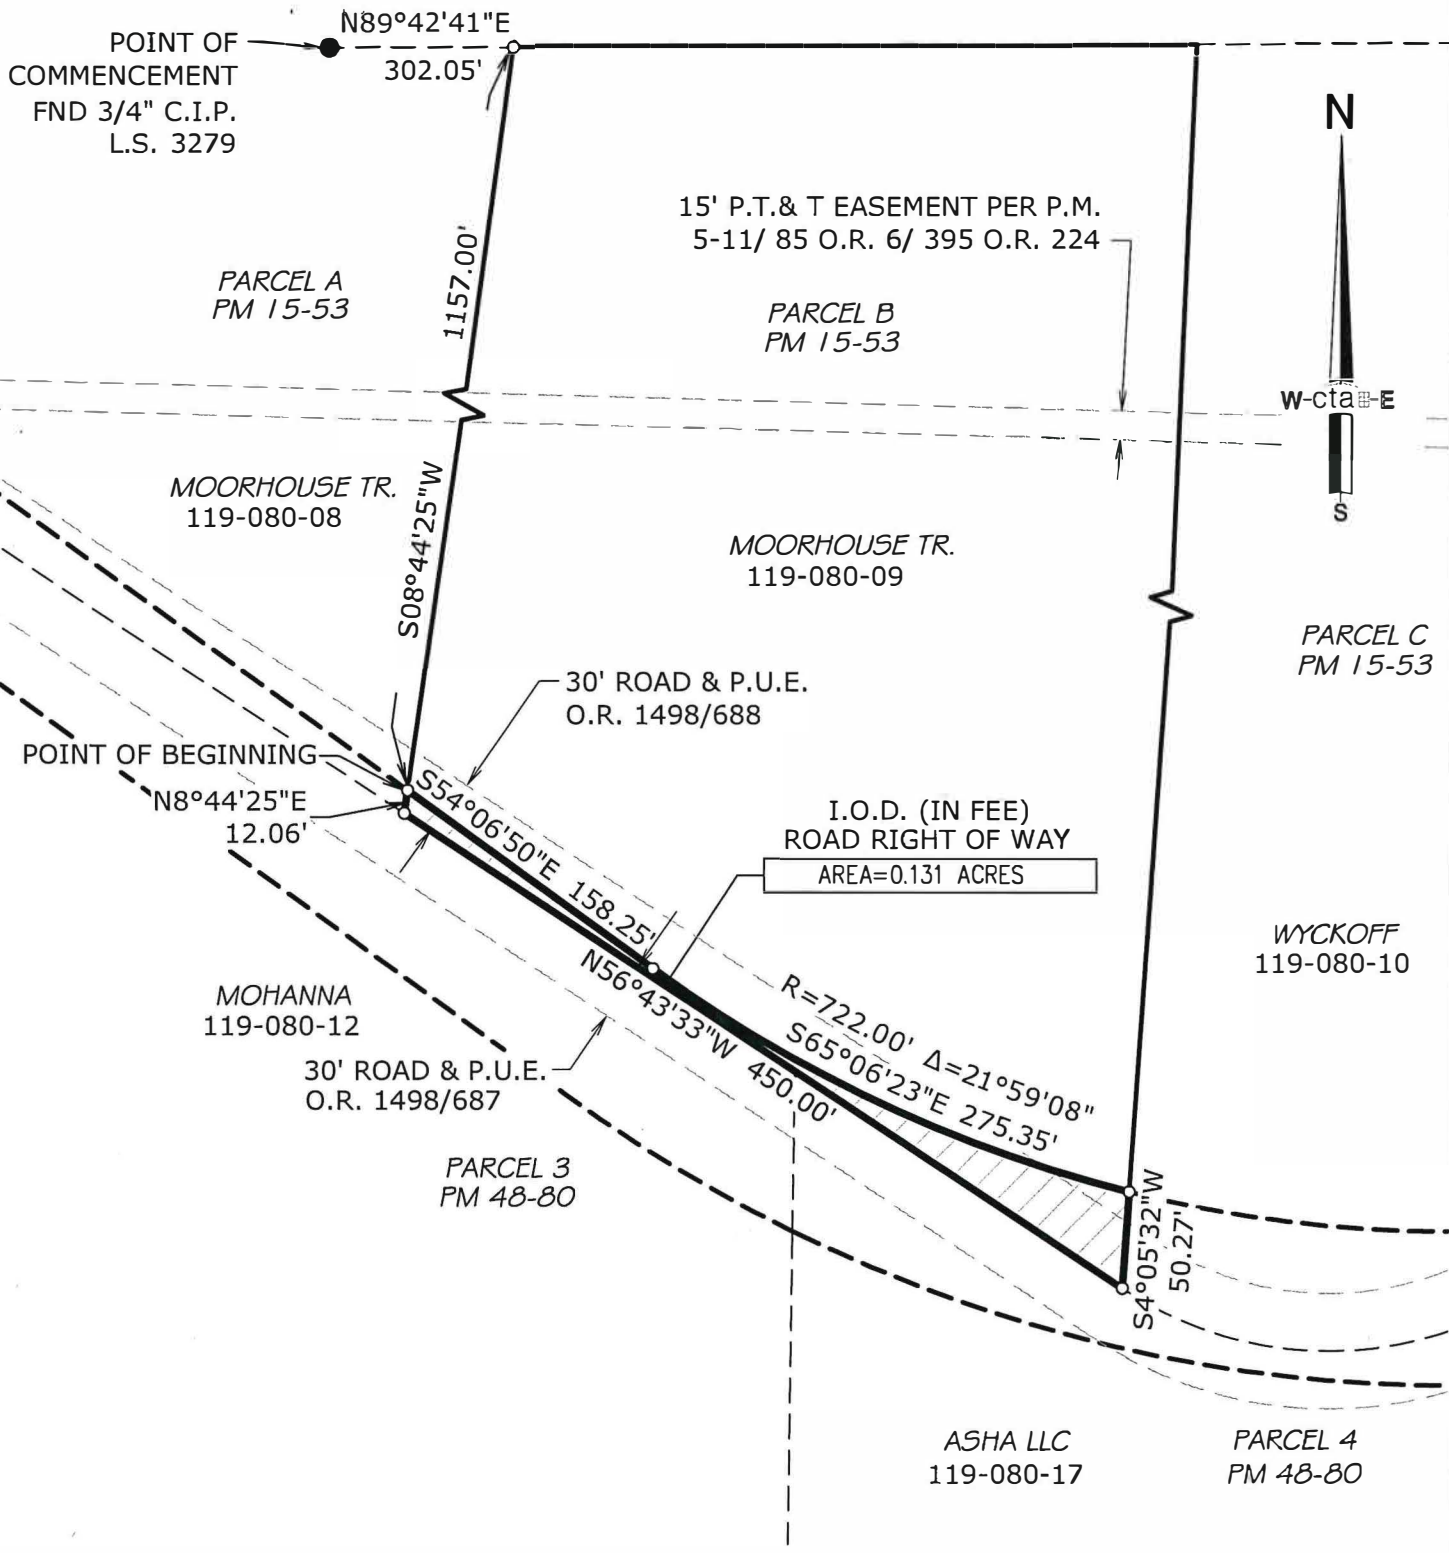 N89°42'41"E
302.05'
POINT OF
COMMENCEMENT
FND 3/4" C.I.P.
L.S. 3279
N
15' P.T.& T EASEMENT PER P.M.
5-11/ 85 O.R. 6/ 395 O.R. 224
1157.00'
PARCEL A
PM 15-53
PARCEL B
PM 15-53
W-cta-E
S
S08°44'25"W
MOORHOUSE TR.
119-080-08
MOORHOUSE TR.
119-080-09
PARCEL C
PM 15-53
30' ROAD & P.U.E.
O.R. 1498/688
POINT OF BEGINNING
N8°44'25"E
12.06'
S54°06'50"E 158.25'
I.O.D. (IN FEE)
ROAD RIGHT OF WAY
AREA=0.131 ACRES
WYCKOFF
119-080-10
N56°43'33"W 450.00'
R=722.00' Δ=21°59'08"
S65°06'23"E 275.35'
MOHANNA
119-080-12
30' ROAD & P.U.E.
O.R. 1498/687
PARCEL 3
PM 48-80
S4°05'32"W
50.27'
ASHA LLC
119-080-17
PARCEL 4
PM 48-80